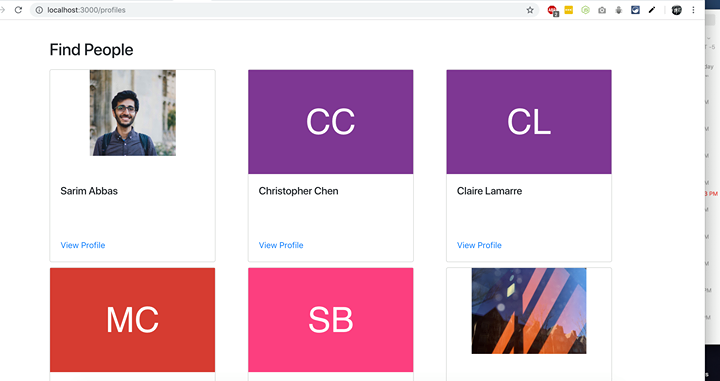 localhost:3000/profiles
2
Find People
CC
CL
Sarim Abbas
Christopher Chen
Claire Lamarre
View Profile
View Profile
View Profile
MC
SB